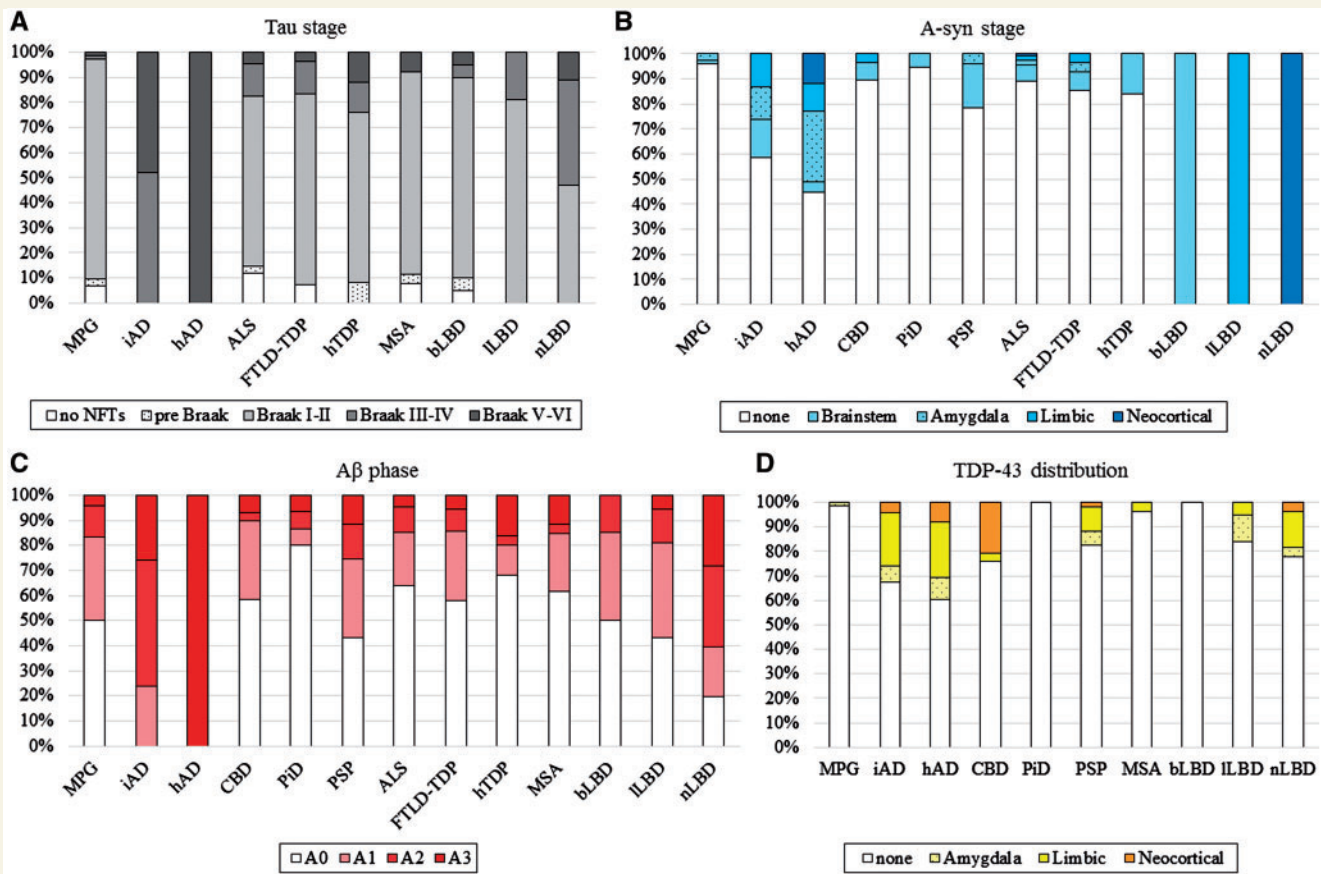 A
Tau stage
100%
90%
80%
70%
60%
50%
40%
30%
20%
10%
0%
MPG iAD hAD ALS FTLD-TDP hTDP MSA bLBD lLBD nLBD
no NFTs pre Braak Braak I-II Braak III-IV Braak V-VI
B
A-syn stage
100%
90%
80%
70%
60%
50%
40%
30%
20%
10%
0%
MPG iAD hAD CBD PiD PSP ALS FTLD-TDP hTDP bLBD lLBD nLBD
none Brainstem Amygdala Limbic Neocortical
C
Aβ phase
100%
90%
80%
70%
60%
50%
40%
30%
20%
10%
0%
MPG iAD hAD CBD PiD PSP ALS FTLD-TDP hTDP MSA bLBD lLBD nLBD
A0 A1 A2 A3
D
TDP-43 distribution
100%
90%
80%
70%
60%
50%
40%
30%
20%
10%
0%
MPG iAD hAD CBD PiD PSP MSA bLBD lLBD nLBD
none Amygdala Limbic Neocortical